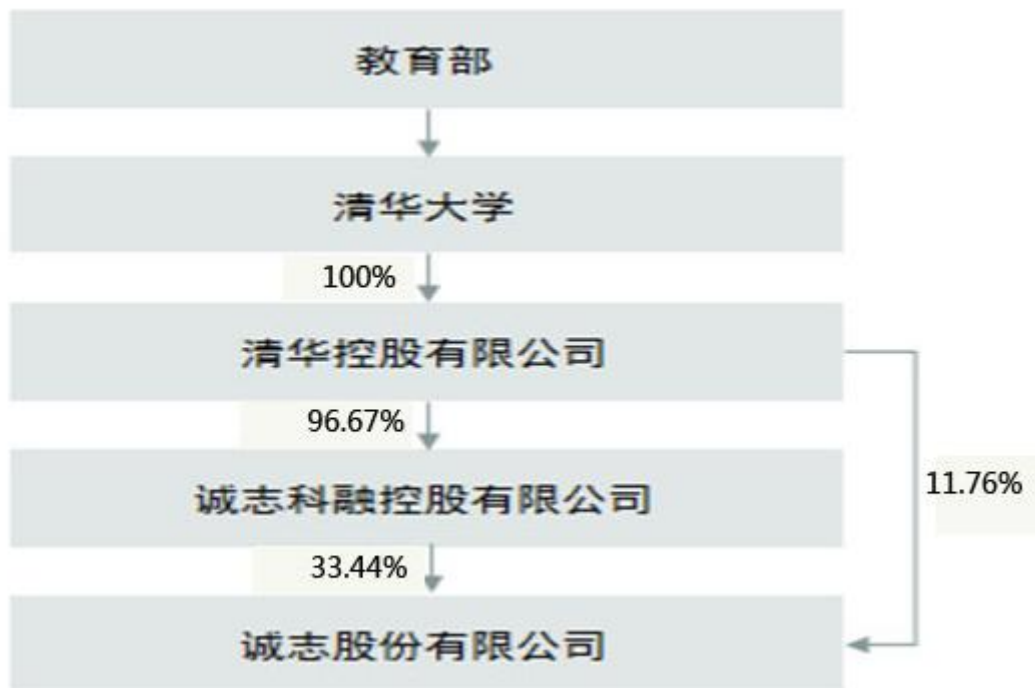 教育部
清华大学
100%
清华控股有限公司
96.67%
诚志科融控股有限公司
11.76%
33.44%
诚志股份有限公司